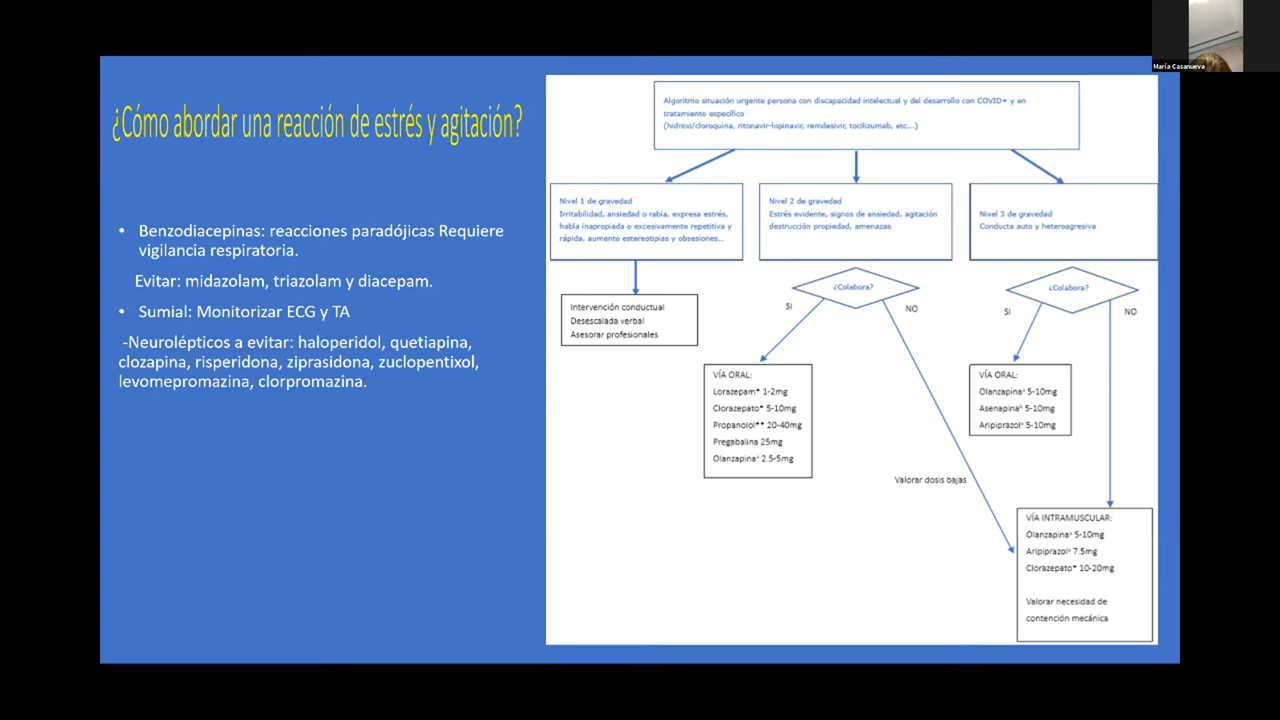 María Casanueva
¿Cómo abordar una reacción de estrés y agitación?
• Benzodiacepinas: reacciones paradójicas Requiere
vigilancia respiratoria.
Evitar: midazolam, triazolam y diacepam.
• Sumial: Monitorizar ECG y TA
-Neurolépticos a evitar: haloperidol, quetiapina,
clozapina, risperidona, ziprasidona, zuclopentixol,
levomepromazina, clorpromazina.
Algoritmo situación urgente persona con discapacidad intelectual y del desarrollo con COVID+ y en
tratamiento específico
(hidroxi/cloroquina, ritonavir-lopinavir, remdesivir, tocilizumab, etc...)
Nivel 1 de gravedad
Irritabilidad, ansiedad o rabia, expresa estrés,
habla inapropiada o excesivamente repetitiva y
rápida, aumento estereotipias y obsesiones...
Nivel 2 de gravedad
Estrés evidente, signos de ansiedad, agitación
destrucción propiedad, amenazas
Nivel 3 de gravedad
Conducta auto y heteroagresiva
Intervención conductual
Desescalada verbal
Asesorar profesionales
¿Colabora?
SI
NO
¿Colabora?
SI
NO
VÍA ORAL:
Lorazepam* 1-2mg
Clorazepato* 5-10mg
Propanolol** 20-40mg
Pregabalina 25mg
Olanzapina 2.5-5mg
VÍA ORAL:
Olanzapina 5-10mg
Asenapina 5-10mg
Aripiprazol 5-10mg
Valorar dosis bajas
VÍA INTRAMUSCULAR:
Olanzapina 5-10mg
Aripiprazol 7.5mg
Clorazepato* 10-20mg
Valorar necesidad de
contención mecánica